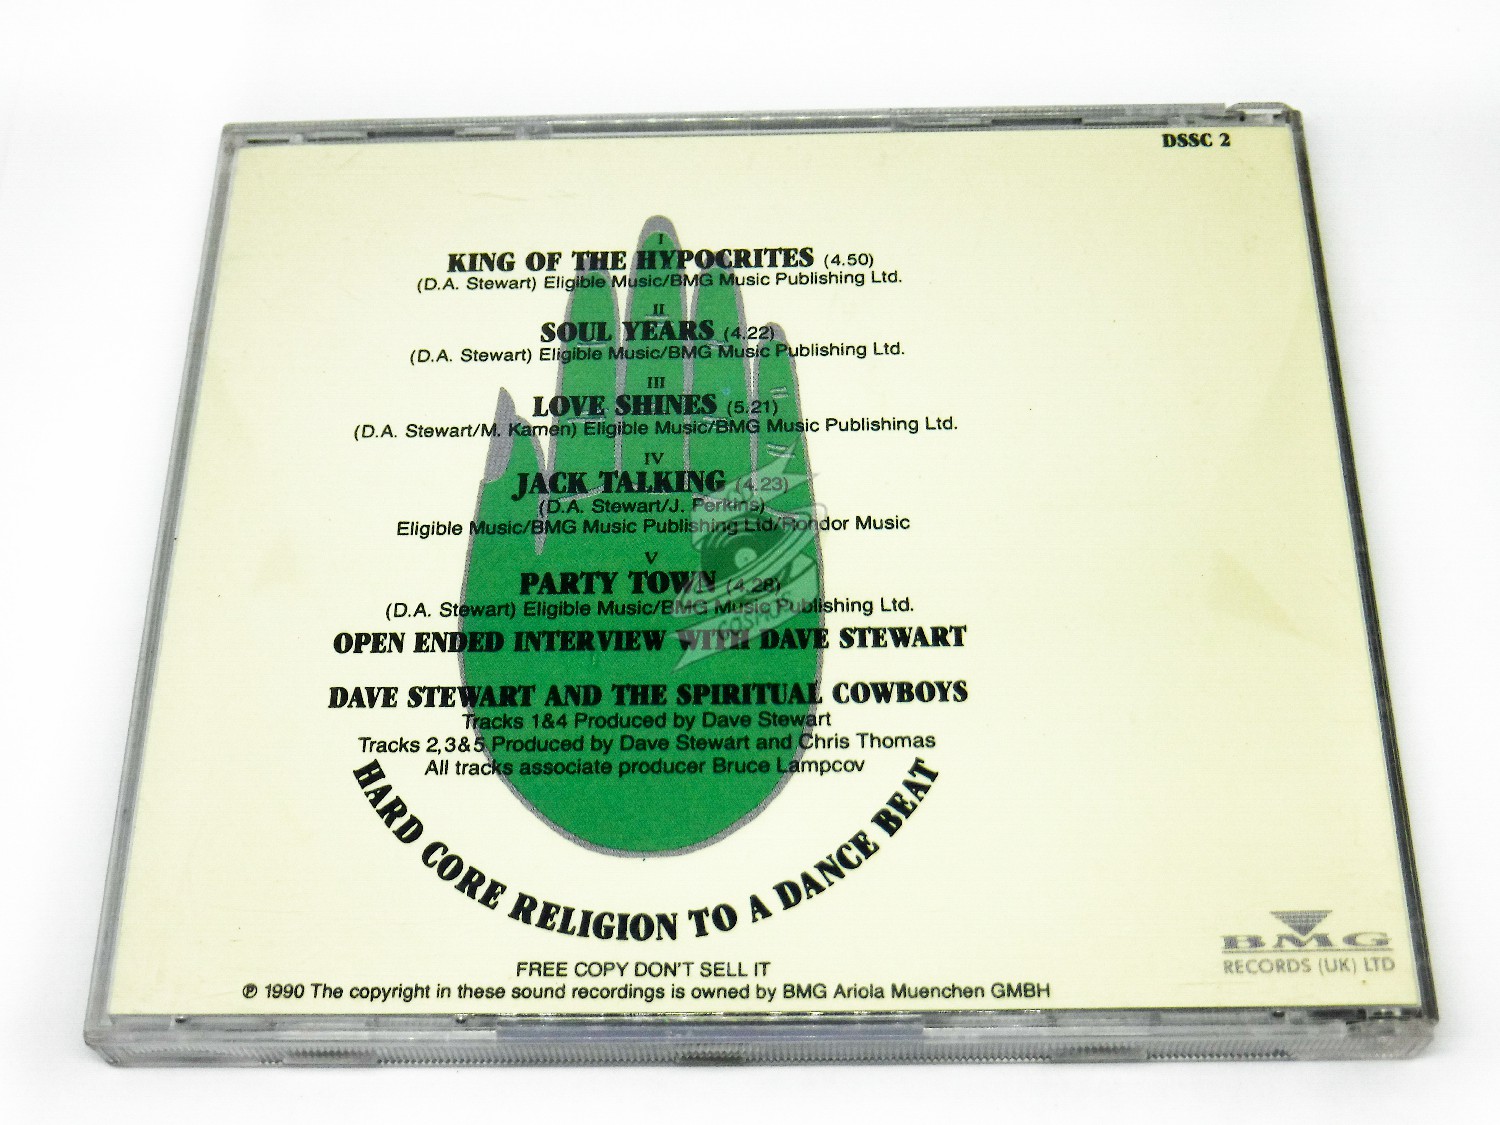 DSSC 2
I
KING OF THE HYPOCRITES (4.50)
(D.A. Stewart) Eligible Music/BMG Music Publishing Ltd.
II
SOUL YEARS (4.22)
(D.A. Stewart) Eligible Music/BMG Music Publishing Ltd.
III
LOVE SHINES (5.21)
(D.A. Stewart/M. Kamen) Eligible Music/BMG Music Publishing Ltd.
IV
JACK TALKING (4.23)
(D.A. Stewart/J. Perkins)
Eligible Music/BMG Music Publishing Ltd/Rondor Music
V
PARTY TOWN (4.28)
(D.A. Stewart) Eligible Music/BMG Music Publishing Ltd.
OPEN ENDED INTERVIEW WITH DAVE STEWART
DAVE STEWART AND THE SPIRITUAL COWBOYS
Tracks 1&4 Produced by Dave Stewart
Tracks 2,3&5 Produced by Dave Stewart and Chris Thomas
All tracks associate producer Bruce Lampcov
HARD CORE RELIGION TO A DANCE BEAT
FREE COPY DON'T SELL IT
℗ 1990 The copyright in these sound recordings is owned by BMG Ariola Muenchen GMBH
BMG
RECORDS (UK) LTD